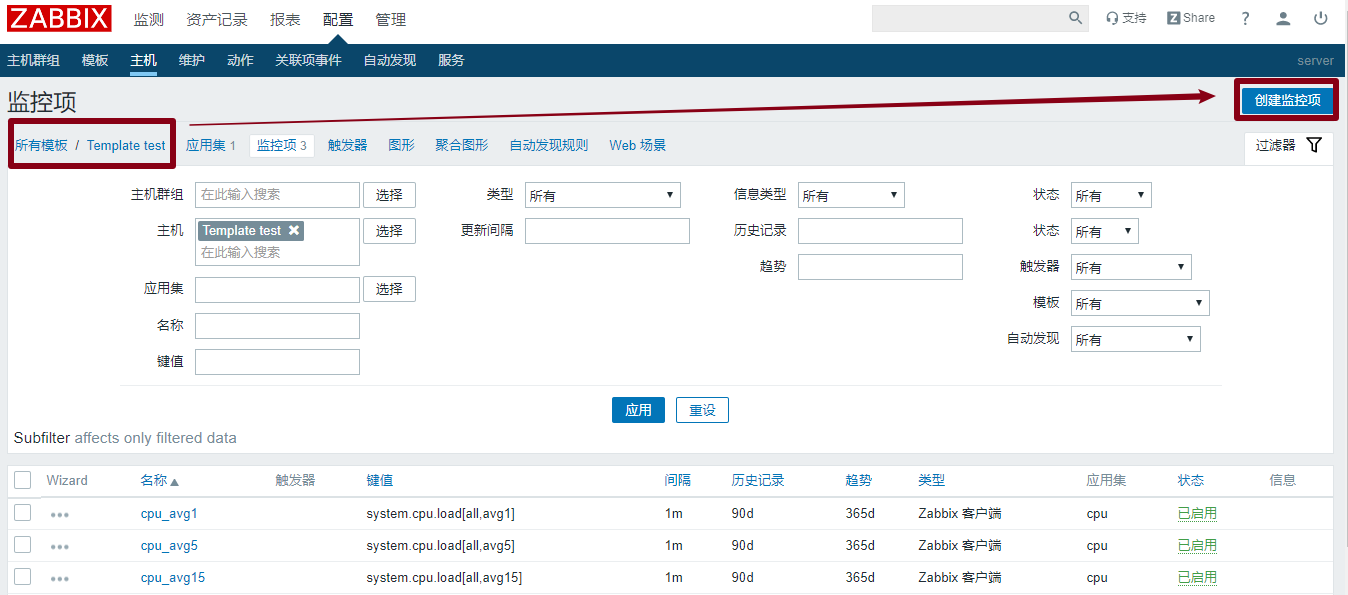 ZABBIX 监测 资产记录 报表 配置 管理 支持 Z Share ?
主机群组 模板 主机 维护 动作 关联项事件 自动发现 服务 server
监控项 创建监控项
所有模板 / Template test 应用集 1 监控项 3 触发器 图形 聚合图形 自动发现规则 Web 场景 过滤器
主机群组 在此输入搜索 选择 类型 所有 信息类型 所有 状态 所有
主机 Template test 选择 更新间隔 历史记录 状态 所有
在此输入搜索
趋势 触发器 所有
应用集 选择
模板 所有
名称
自动发现 所有
键值
应用 重设
Subfilter affects only filtered data
Wizard 名称 触发器 键值 间隔 历史记录 趋势 类型 应用集 状态 信息
cpu_avg1 system.cpu.load[all,avg1] 1m 90d 365d Zabbix 客户端 cpu 已启用
cpu_avg5 system.cpu.load[all,avg5] 1m 90d 365d Zabbix 客户端 cpu 已启用
cpu_avg15 system.cpu.load[all,avg15] 1m 90d 365d Zabbix 客户端 cpu 已启用